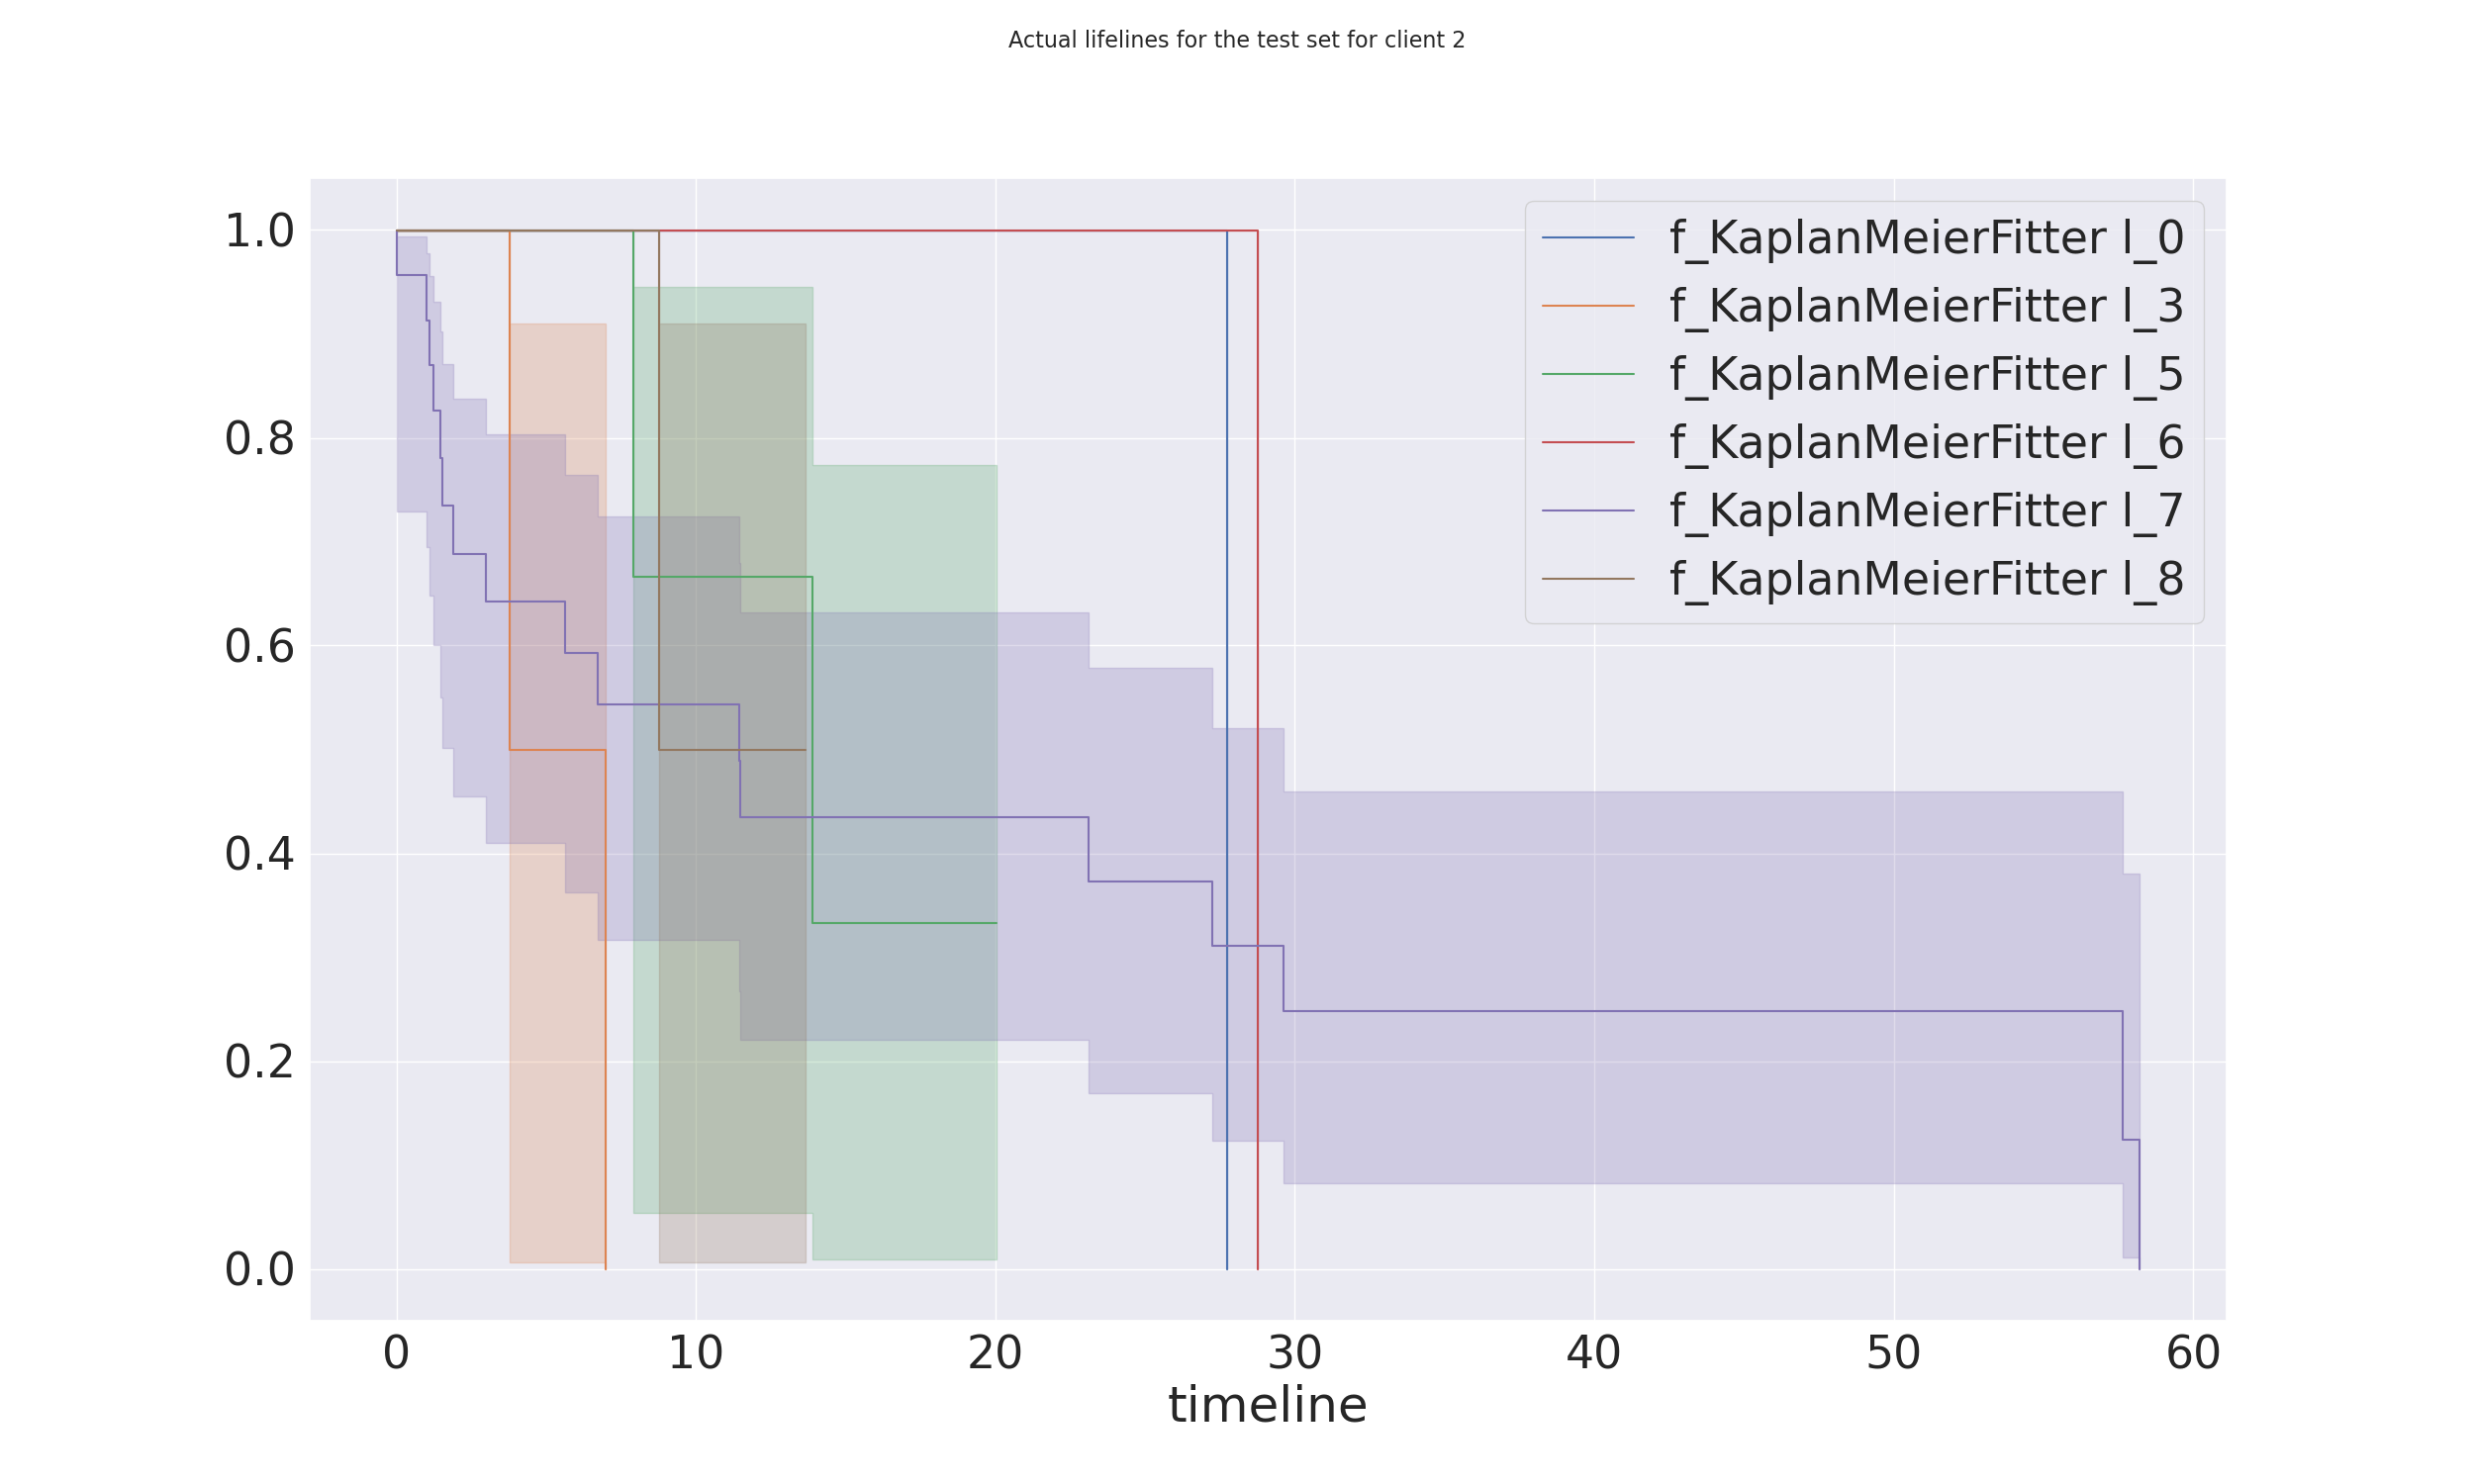 Actual lifelines for the test set for client 2
1.0
0.8
0.6
0.4
0.2
0.0
f_KaplanMeierFitter l_0
f_KaplanMeierFitter l_3
f_KaplanMeierFitter l_5
f_KaplanMeierFitter l_6
f_KaplanMeierFitter l_7
f_KaplanMeierFitter l_8
0 10 20 30 40 50 60
timeline